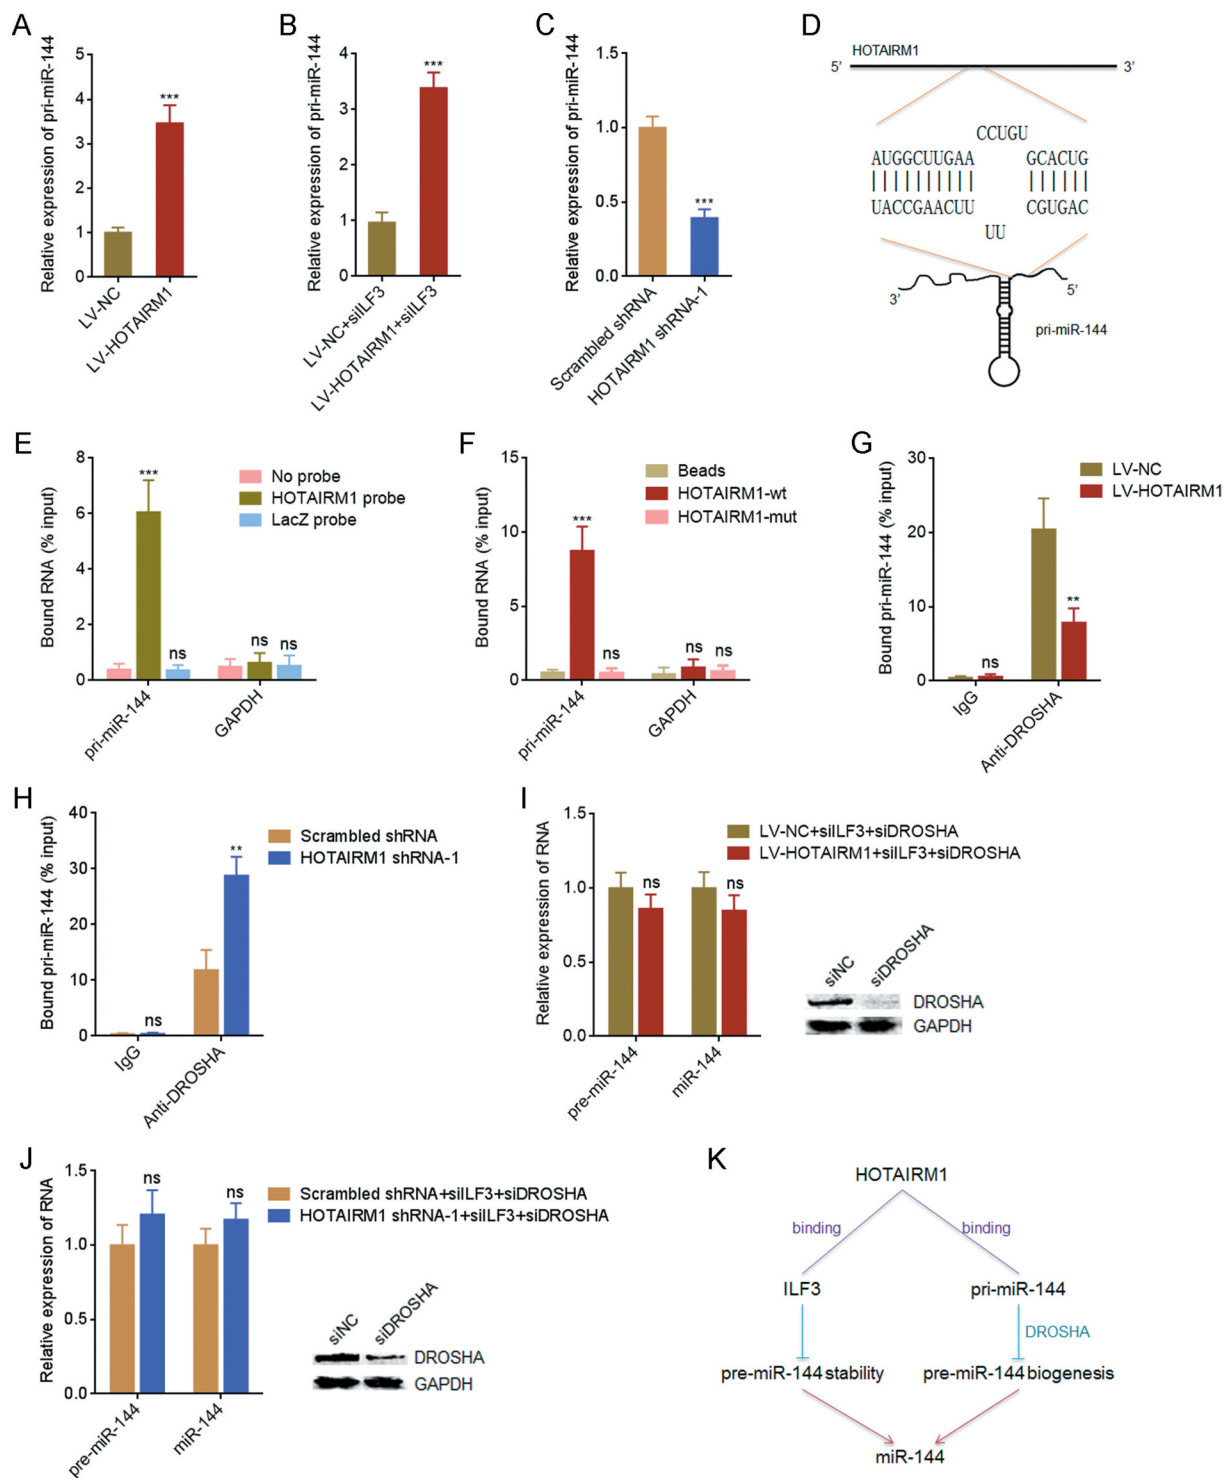 A
Relative expression of pri-miR-144
5
4
3
2
1
0
***
LV-NC
LV-HOTAIRM1
B
Relative expression of pri-miR-144
4
3
2
1
0
***
LV-NC+siILF3
LV-HOTAIRM1+siILF3
C
Relative expression of pri-miR-144
1.5
1.0
0.5
0.0
***
Scrambled shRNA
HOTAIRM1 shRNA-1
D
HOTAIRM1
5'
3'
CCUGU
AUGGCUUGAA GCACUG
UACCGAACUU CGUGAC
UU
3'
5'
pri-miR-144
E
Bound RNA (% input)
8
6
4
2
0
***
ns
ns
ns
No probe
HOTAIRM1 probe
LacZ probe
pri-miR-144
GAPDH
F
Bound RNA (% input)
15
10
5
0
***
ns
ns
ns
Beads
HOTAIRM1-wt
HOTAIRM1-mut
pri-miR-144
GAPDH
G
Bound pri-miR-144 (% input)
30
20
10
0
ns
**
LV-NC
LV-HOTAIRM1
IgG
Anti-DROSHA
H
Bound pri-miR-144 (% input)
40
30
20
10
0
ns
**
Scrambled shRNA
HOTAIRM1 shRNA-1
IgG
Anti-DROSHA
I
Relative expression of RNA
1.5
1.0
0.5
0.0
ns
ns
LV-NC+siILF3+siDROSHA
LV-HOTAIRM1+siILF3+siDROSHA
pre-miR-144
miR-144
siNC
siDROSHA
DROSHA
GAPDH
J
Relative expression of RNA
1.5
1.0
0.5
0.0
ns
ns
Scrambled shRNA+siILF3+siDROSHA
HOTAIRM1 shRNA-1+siILF3+siDROSHA
pre-miR-144
miR-144
siNC
siDROSHA
DROSHA
GAPDH
K
HOTAIRM1
binding
binding
ILF3
pri-miR-144
DROSHA
pre-miR-144 stability
pre-miR-144 biogenesis
miR-144